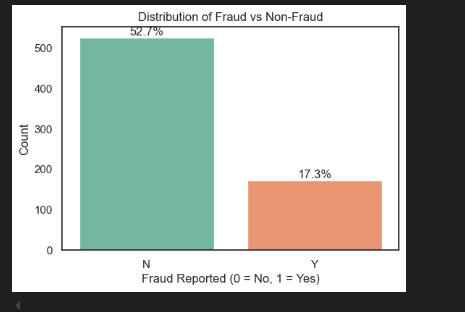 Distribution of Fraud vs Non-Fraud
52.7%
500
400
300
200
100
0
17.3%
Count
N
Y
Fraud Reported (0 = No, 1 = Yes)